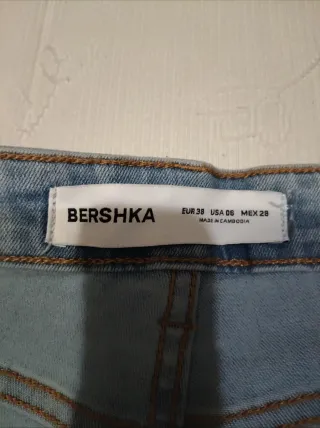 BERSHKA
EUR 38 USA 06 MEX 28
MADE IN CAMBODIA